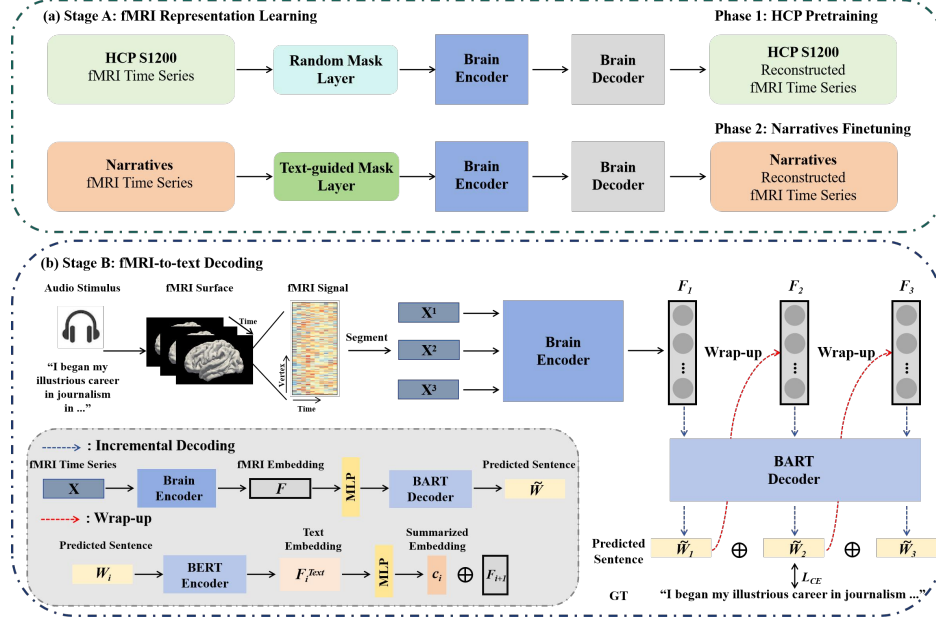 (a) Stage A: fMRI Representation Learning
Phase 1: HCP Pretraining
HCP S1200
fMRI Time Series
Random Mask
Layer
Brain
Encoder
Brain
Decoder
HCP S1200
Reconstructed
fMRI Time Series
Phase 2: Narratives Finetuning
Narratives
fMRI Time Series
Text-guided Mask
Layer
Brain
Encoder
Brain
Decoder
Narratives
Reconstructed
fMRI Time Series
(b) Stage B: fMRI-to-text Decoding
Audio Stimulus
fMRI Surface
fMRI Signal
Time
Vertex
Time
“I began my
illustrious career
in journalism
in ...”
Segment
X¹
X²
X³
Brain
Encoder
F₁
F₂
F₃
...
...
...
Wrap-up
Wrap-up
BART
Decoder
Predicted
Sentence
W̃₁
⊕
W̃₂
⊕
W̃₃
L_CE
GT
“I began my illustrious career in journalism ...”
: Incremental Decoding
fMRI Time Series
X
Brain
Encoder
fMRI Embedding
F
MLP
BART
Decoder
Predicted Sentence
W̃
: Wrap-up
Predicted Sentence
W_i
BERT
Encoder
Text
Embedding
F_i^Text
MLP
Summarized
Embedding
c_i
⊕
F_{i+1}